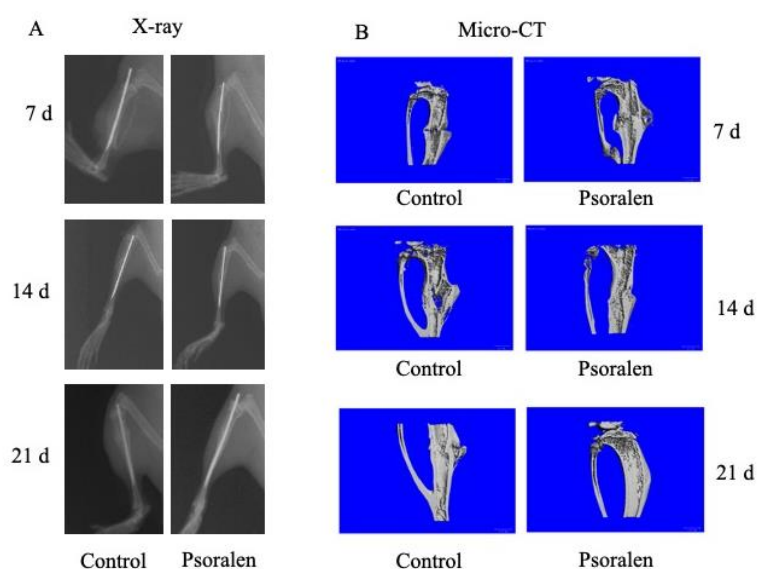 A X-ray
B Micro-CT
7 d
7 d
Control Psoralen
14 d
14 d
Control Psoralen
21 d
21 d
Control Psoralen
Control Psoralen